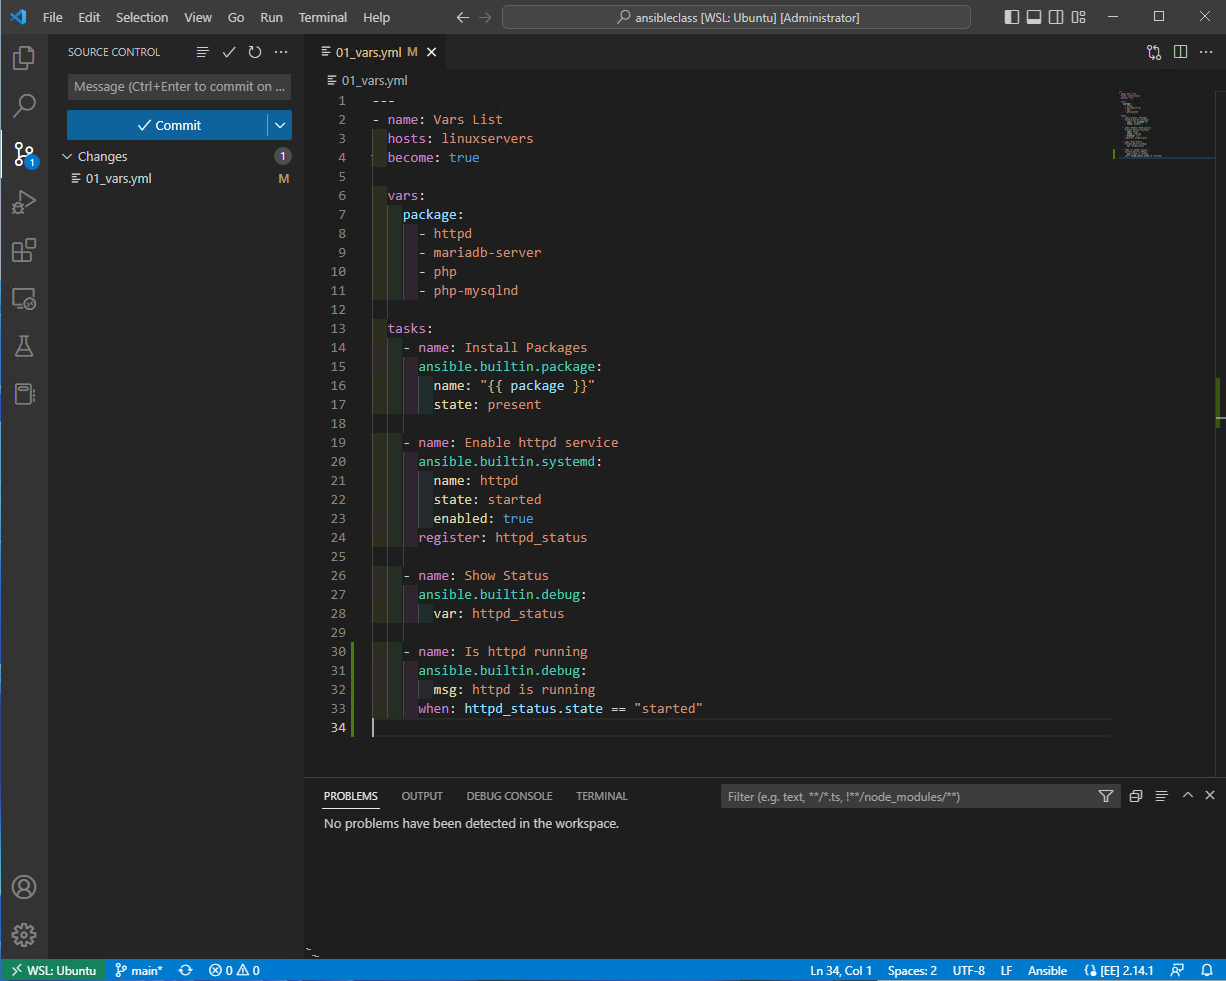 File Edit Selection View Go Run Terminal Help
ansibleclass [WSL: Ubuntu] [Administrator]
SOURCE CONTROL
01_vars.yml M
01_vars.yml
Message (Ctrl+Enter to commit on ...
Commit
Changes 1
01_vars.yml M
1
1 ---
2 - name: Vars List
3 hosts: linuxservers
4 become: true
5
6 vars:
7 package:
8 - httpd
9 - mariadb-server
10 - php
11 - php-mysqlnd
12
13 tasks:
14 - name: Install Packages
15 ansible.builtin.package:
16 name: "{{ package }}"
17 state: present
18
19 - name: Enable httpd service
20 ansible.builtin.systemd:
21 name: httpd
22 state: started
23 enabled: true
24 register: httpd_status
25
26 - name: Show Status
27 ansible.builtin.debug:
28 var: httpd_status
29
30 - name: Is httpd running
31 ansible.builtin.debug:
32 msg: httpd is running
33 when: httpd_status.state == "started"
34
PROBLEMS OUTPUT DEBUG CONSOLE TERMINAL
Filter (e.g. text, **/*.ts, !**/node_modules/**)
No problems have been detected in the workspace.
WSL: Ubuntu main* 0 0 Ln 34, Col 1 Spaces: 2 UTF-8 LF Ansible [EE] 2.14.1